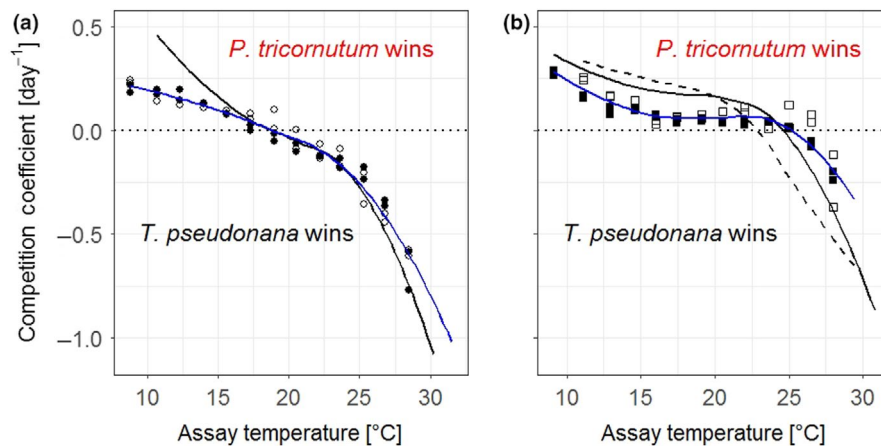 (a)
P. tricornutum wins
T. pseudonana wins
Competition coefficient [day⁻¹]
0.5
0.0
−0.5
−1.0
10 15 20 25 30
Assay temperature [°C]
(b)
P. tricornutum wins
T. pseudonana wins
10 15 20 25 30
Assay temperature [°C]